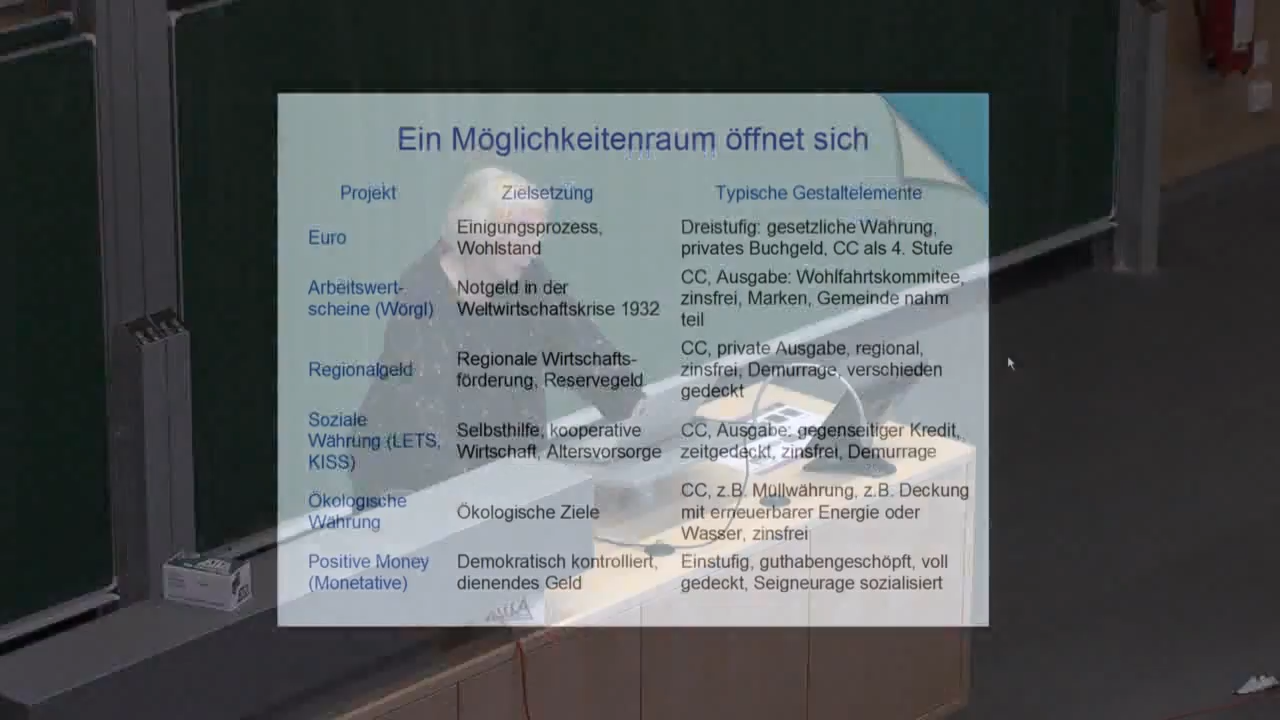 Ein Möglichkeitenraum öffnet sich
Projekt Zielsetzung Typische Gestaltelemente
Euro
Einigungsprozess,
Wohlstand
Dreistufig: gesetzliche Währung,
privates Buchgeld, CC als 4. Stufe
Arbeitswert-
scheine (Wörgl)
Notgeld in der
Weltwirtschaftskrise 1932
CC, Ausgabe: Wohlfahrtskommitee,
zinsfrei, Marken, Gemeinde nahm
teil
Regionalgeld
Regionale Wirtschafts-
förderung, Reservegeld
CC, private Ausgabe, regional,
zinsfrei, Demurrage, verschieden
gedeckt
Soziale
Währung (LETS,
KISS)
Selbsthilfe, kooperative
Wirtschaft, Altersvorsorge
CC, Ausgabe: gegenseitiger Kredit,
zeitgedeckt, zinsfrei, Demurrage
Ökologische
Währung
Ökologische Ziele
CC, z.B. Müllwährung, z.B. Deckung
mit erneuerbarer Energie oder
Wasser, zinsfrei
Positive Money
(Monetative)
Demokratisch kontrolliert,
dienendes Geld
Einstufig, guthabengeschöpft, voll
gedeckt, Seigneurage sozialisiert